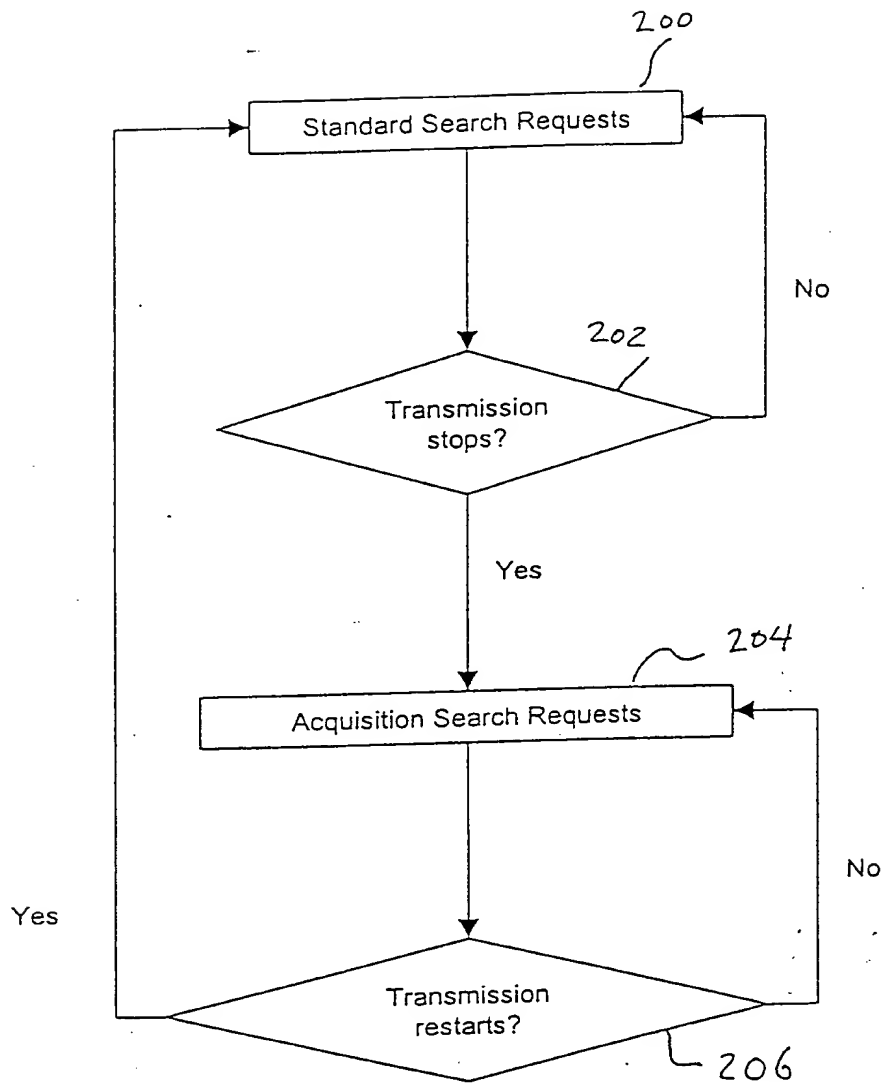 200
Standard Search Requests
No
202
Transmission
stops?
Yes
204
Acquisition Search Requests
No
Yes
Transmission
restarts?
206